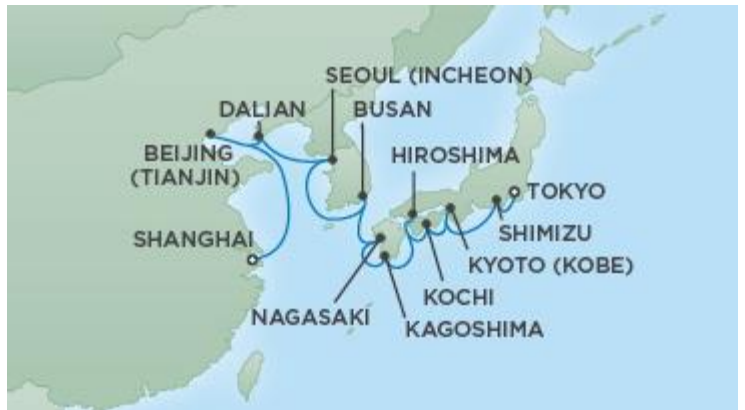 SEOUL (INCHEON)
DALIAN
BUSAN
BEIJING
(TIANJIN)
HIROSHIMA
TOKYO
SHANGHAI
SHIMIZU
KYOTO (KOBE)
KOCHI
NAGASAKI
KAGOSHIMA